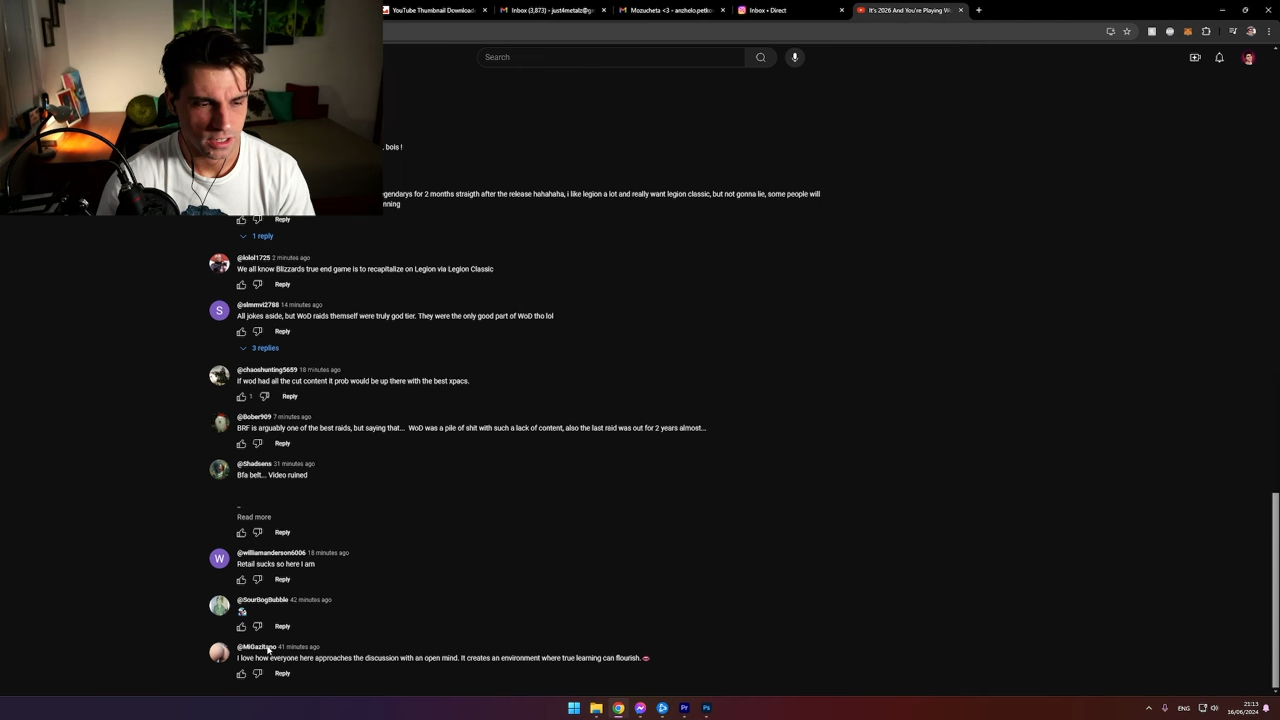 YouTube Thumbnail Download
Inbox (3,873) - just4metalz@g
Mozucheta <3 - anzhelo.petko
Inbox • Direct
It's 2026 And You're Playing W
Search
, bois !
egendarys for 2 months straigth after the release hahahaha, i like legion a lot and really want legion classic, but not gonna lie, some people will
nning
Reply
1 reply
@lolol1725 2 minutes ago
We all know Blizzards true end game is to recapitalize on Legion via Legion Classic
Reply
@slmmvi2788 14 minutes ago
All jokes aside, but WoD raids themself were truly god tier. They were the only good part of WoD tho lol
Reply
3 replies
@chaoshunting5659 18 minutes ago
If wod had all the cut content it prob would be up there with the best xpacs.
1 Reply
@Bober909 7 minutes ago
BRF is arguably one of the best raids, but saying that... WoD was a pile of shit with such a lack of content, also the last raid was out for 2 years almost...
Reply
@Shadsens 31 minutes ago
Bfa belt... Video ruined
_
Read more
Reply
W
@williamanderson6006 18 minutes ago
Retail sucks so here I am
Reply
@SourBogBubble 42 minutes ago
Reply
@MiGazitano 41 minutes ago
I love how everyone here approaches the discussion with an open mind. It creates an environment where true learning can flourish.🫦
Reply
ENG
21:13
16/06/2024